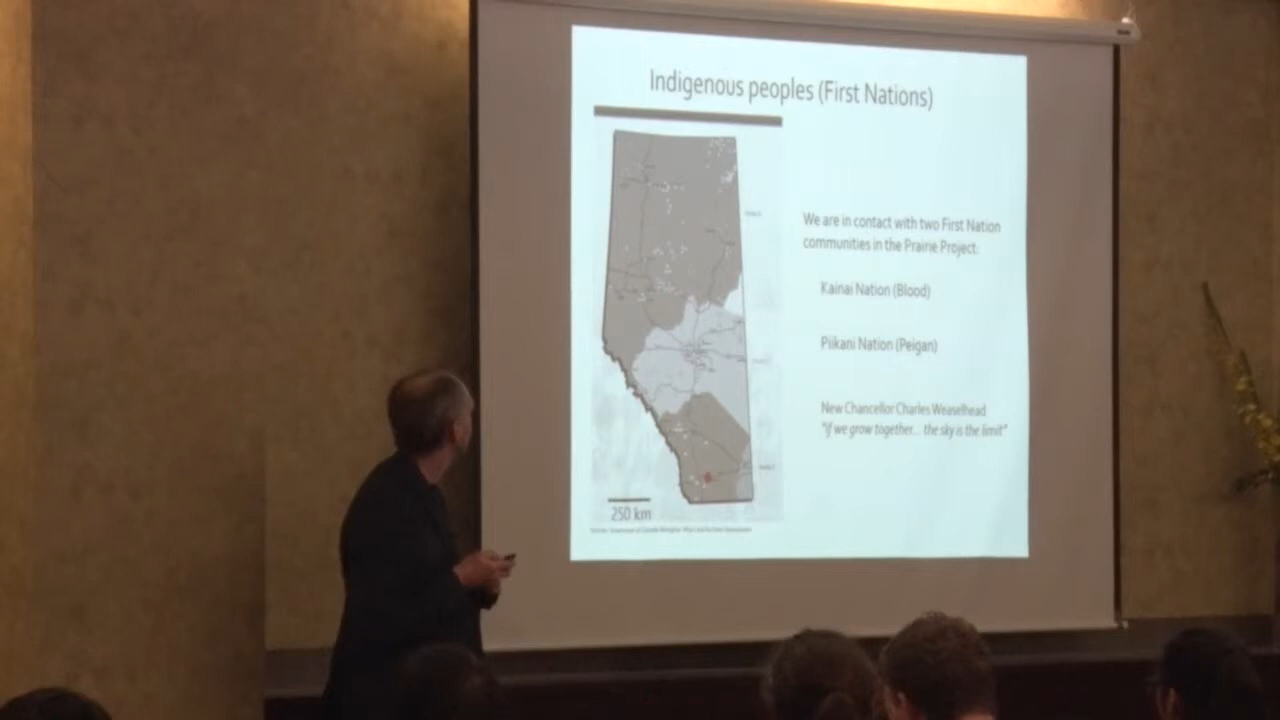 Indigenous peoples (First Nations)
We are in contact with two First Nation
communities in the Prairie Project:
Kainai Nation (Blood)
Piikani Nation (Peigan)
New Chancellor Charles Weaselhead
"if we grow together... the sky is the limit"
250 km